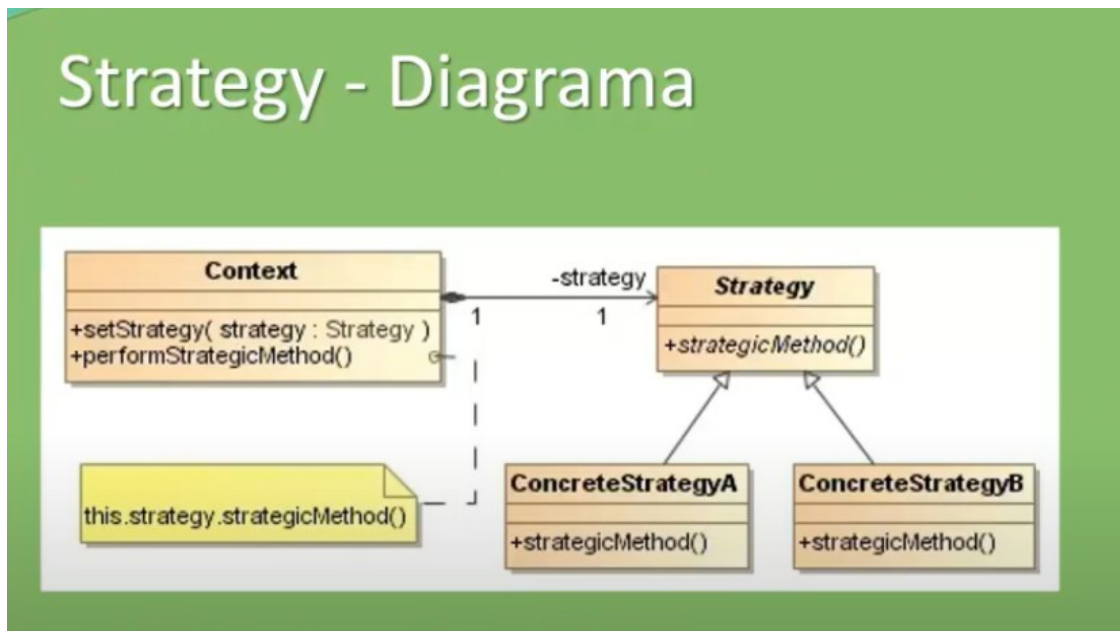 Strategy - Diagrama
Context
+setStrategy( strategy : Strategy )
+performStrategicMethod()
-strategy
1
1
Strategy
+strategicMethod()
this.strategy.strategicMethod()
ConcreteStrategyA
+strategicMethod()
ConcreteStrategyB
+strategicMethod()